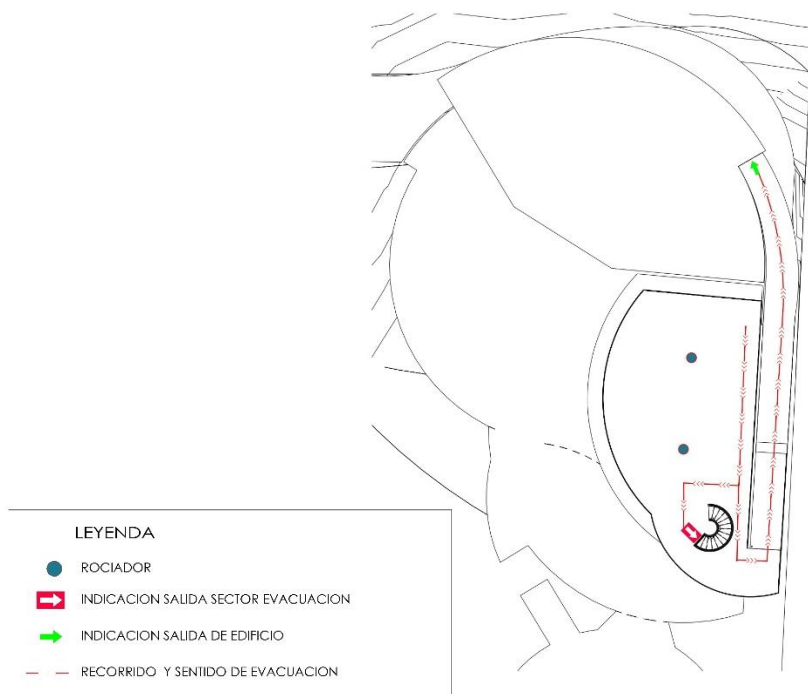 LEYENDA
ROCIADOR
INDICACION SALIDA SECTOR EVACUACION
INDICACION SALIDA DE EDIFICIO
RECORRIDO Y SENTIDO DE EVACUACION